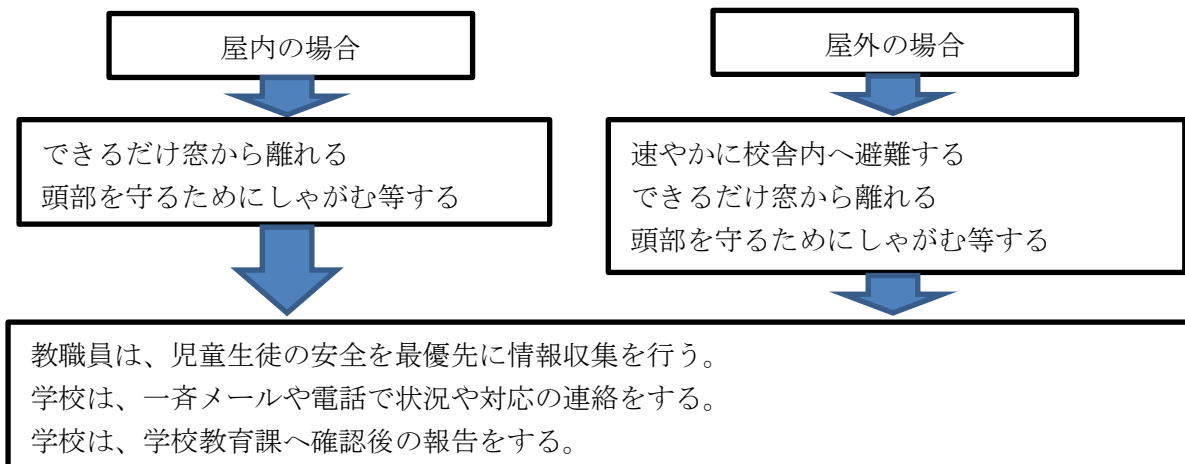 屋内の場合
できるだけ窓から離れる
頭部を守るためにしゃがむ等する
屋外の場合
速やかに校舎内へ避難する
できるだけ窓から離れる
頭部を守るためにしゃがむ等する
教職員は、児童生徒の安全を最優先に情報収集を行う。
学校は、一斉メールや電話で状況や対応の連絡をする。
学校は、学校教育課へ確認後の報告をする。